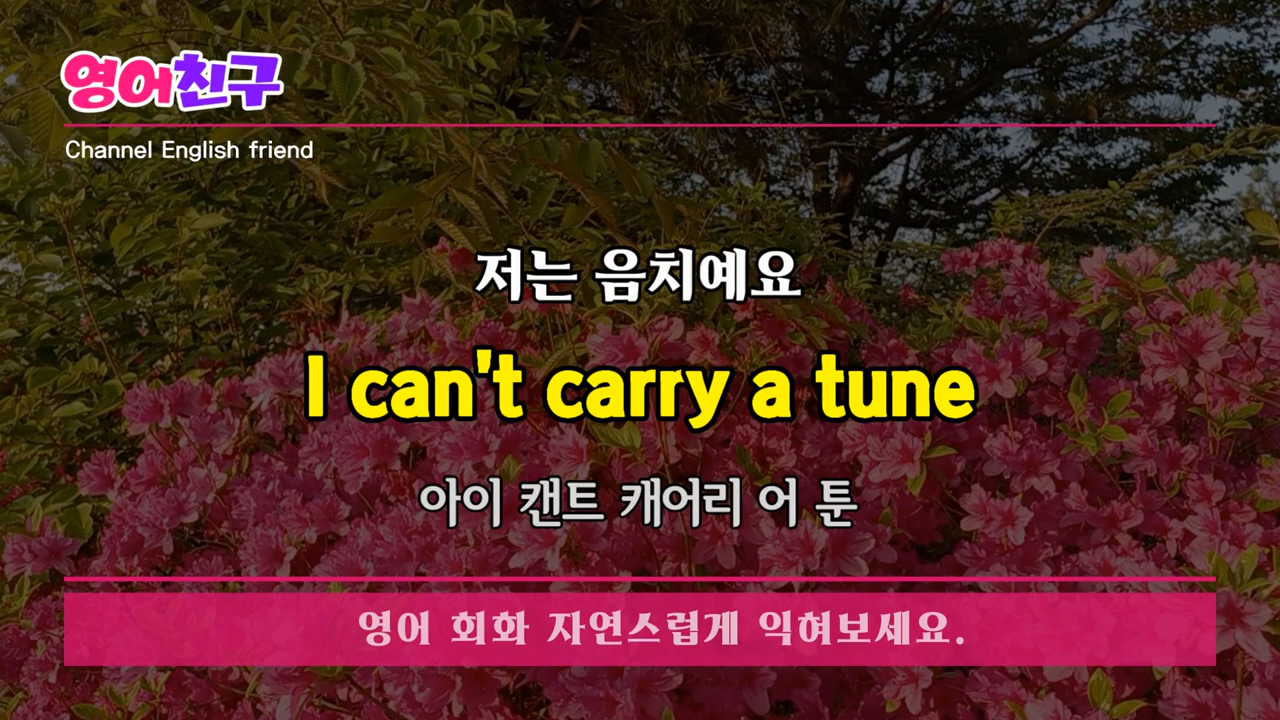 영어친구
Channel English friend
저는 음치예요
I can't carry a tune
아이 캔트 캐어리 어 툰
영어 회화 자연스럽게 익혀보세요.